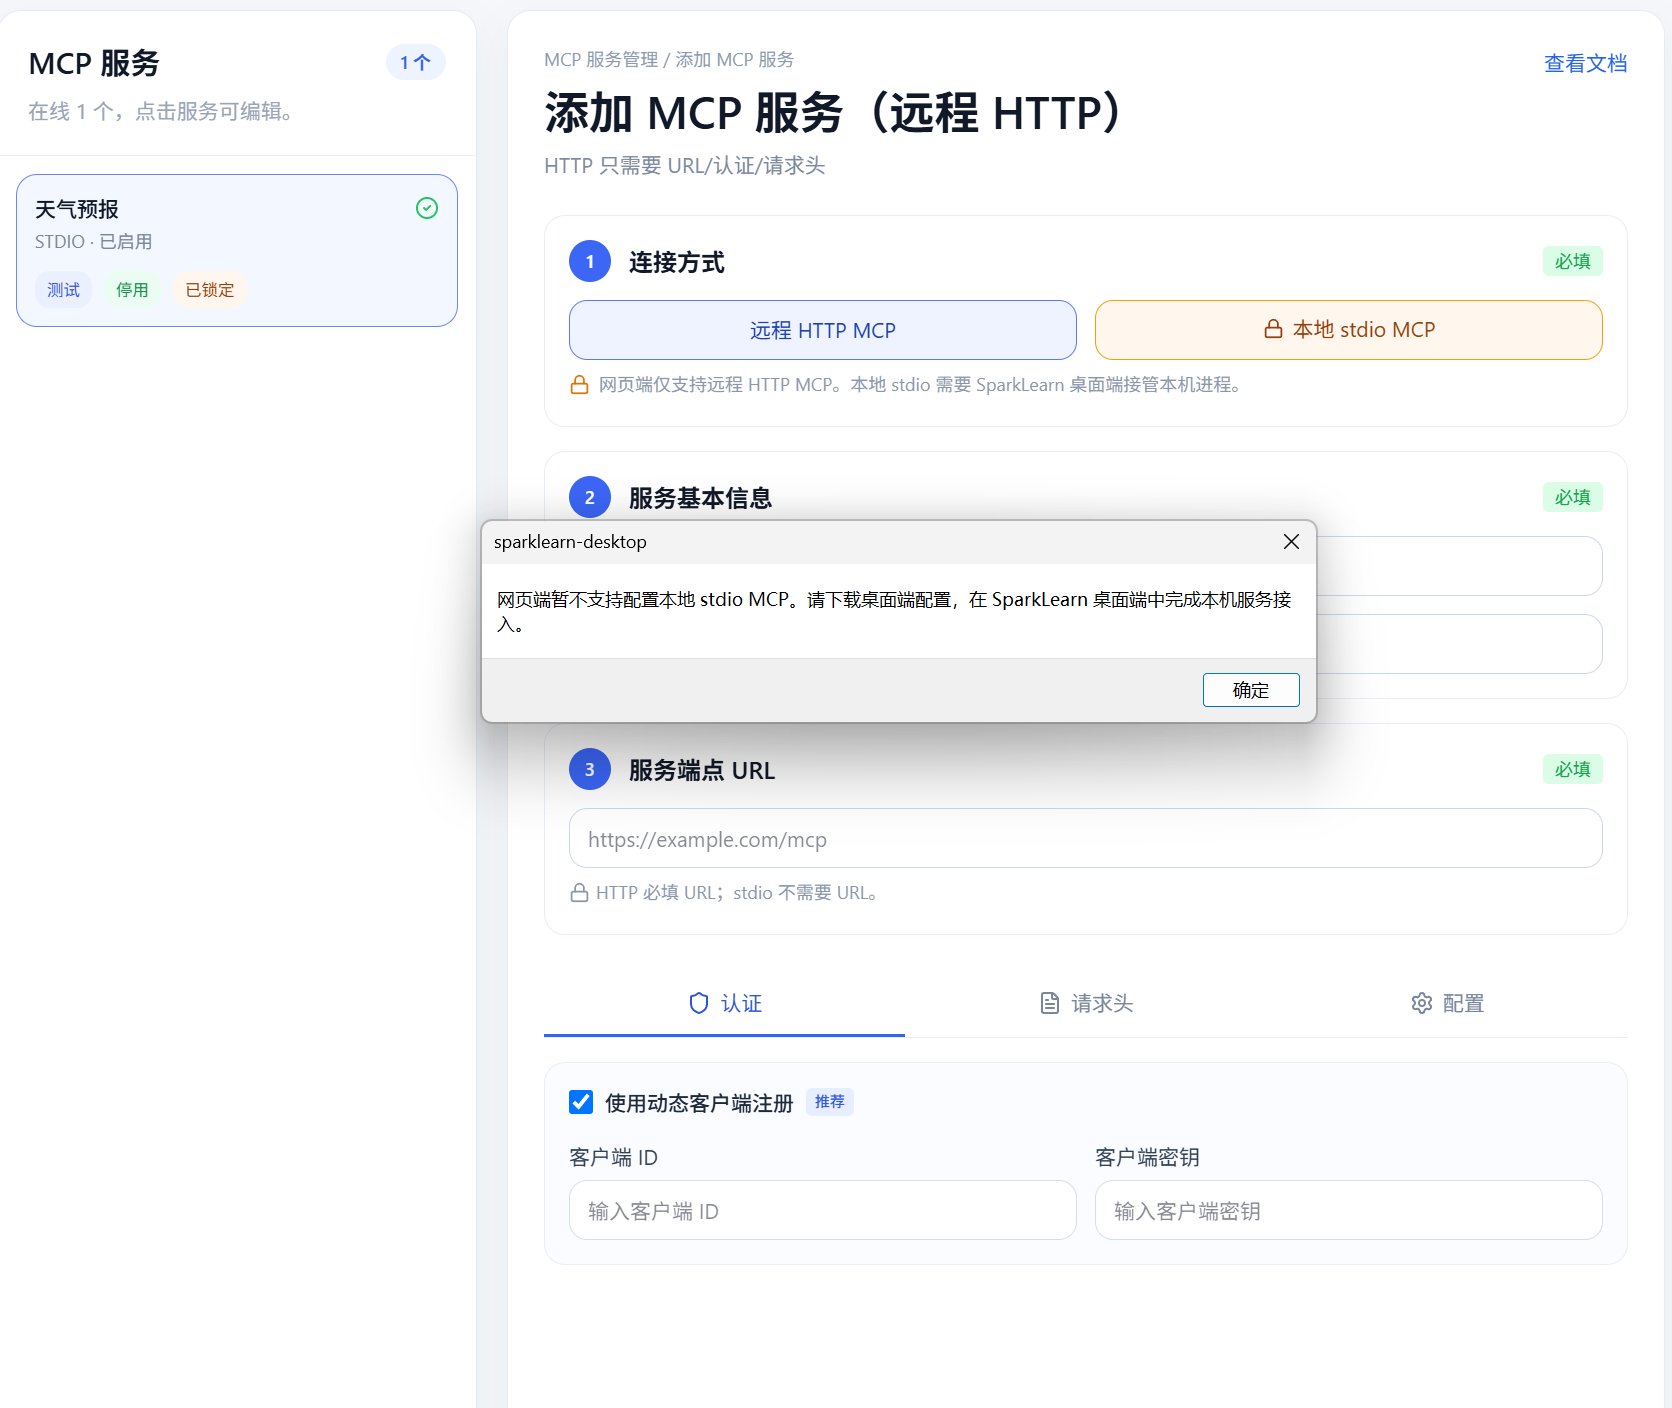 MCP 服务
1 个
在线 1 个，点击服务可编辑。
天气预报
STDIO · 已启用
测试
停用
已锁定
MCP 服务管理 / 添加 MCP 服务
查看文档
添加 MCP 服务（远程 HTTP）
HTTP 只需要 URL/认证/请求头
1
连接方式
必填
远程 HTTP MCP
本地 stdio MCP
网页端仅支持远程 HTTP MCP。本地 stdio 需要 SparkLearn 桌面端接管本机进程。
2
服务基本信息
必填
sparklearn-desktop
网页端暂不支持配置本地 stdio MCP。请下载桌面端配置，在 SparkLearn 桌面端中完成本机服务接
入。
确定
3
服务端点 URL
必填
https://example.com/mcp
HTTP 必填 URL；stdio 不需要 URL。
认证
请求头
配置
使用动态客户端注册
推荐
客户端 ID
客户端密钥
输入客户端 ID
输入客户端密钥